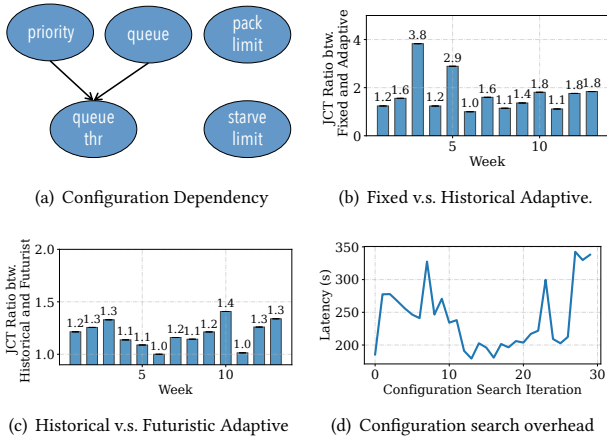 priority
queue
pack
limit
queue
thr
starve
limit
(a) Configuration Dependency
JCT Ratio btw.
Fixed and Adaptive
4
2
0
1.2
1.6
3.8
1.2
2.9
1.0
1.6
1.1
1.4
1.8
1.1
1.8
1.8
5
10
Week
(b) Fixed v.s. Historical Adaptive.
JCT Ratio btw.
Historical and Futurist
2.0
1.5
1.0
1.2
1.3
1.3
1.1
1.1
1.0
1.2
1.1
1.2
1.4
1.0
1.3
1.3
5
10
Week
(c) Historical v.s. Futuristic Adaptive
Latency (s)
350
300
250
200
0
10
20
30
Configuration Search Iteration
(d) Configuration search overhead